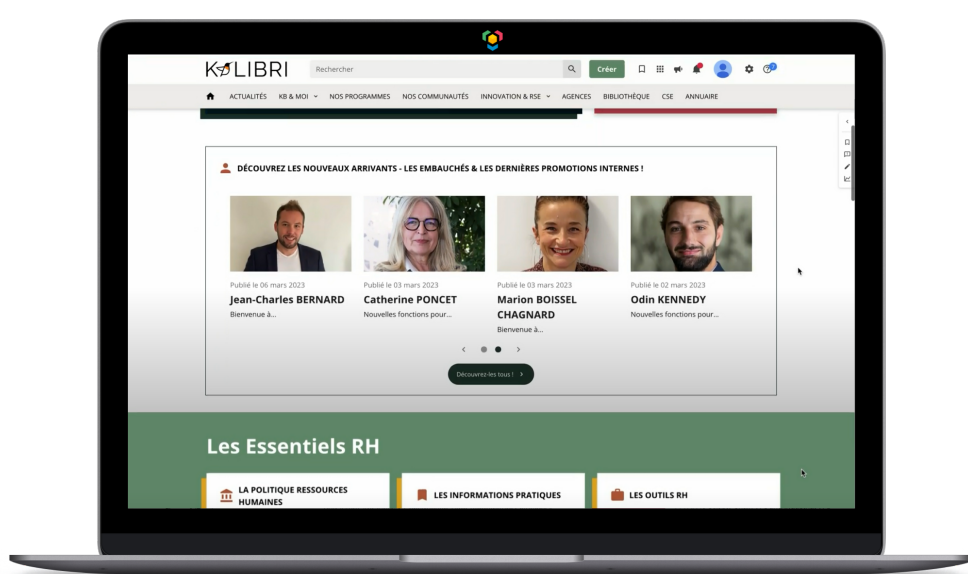 KOLIBRI
Rechercher
Créer
ACTUALITÉS KB & MOI NOS PROGRAMMES NOS COMMUNAUTÉS INNOVATION & RSE AGENCES BIBLIOTHÈQUE CSE ANNUAIRE
DÉCOUVREZ LES NOUVEAUX ARRIVANTS - LES EMBAUCHÉS & LES DERNIÈRES PROMOTIONS INTERNES !
Publié le 06 mars 2023
Jean-Charles BERNARD
Bienvenue à...
Publié le 03 mars 2023
Catherine PONCET
Nouvelles fonctions pour...
Publié le 03 mars 2023
Marion BOISSEL
CHAGNARD
Bienvenue à...
Publié le 02 mars 2023
Odin KENNEDY
Nouvelles fonctions pour...
Découvrez-les tous !
Les Essentiels RH
LA POLITIQUE RESSOURCES
HUMAINES
LES INFORMATIONS PRATIQUES
LES OUTILS RH